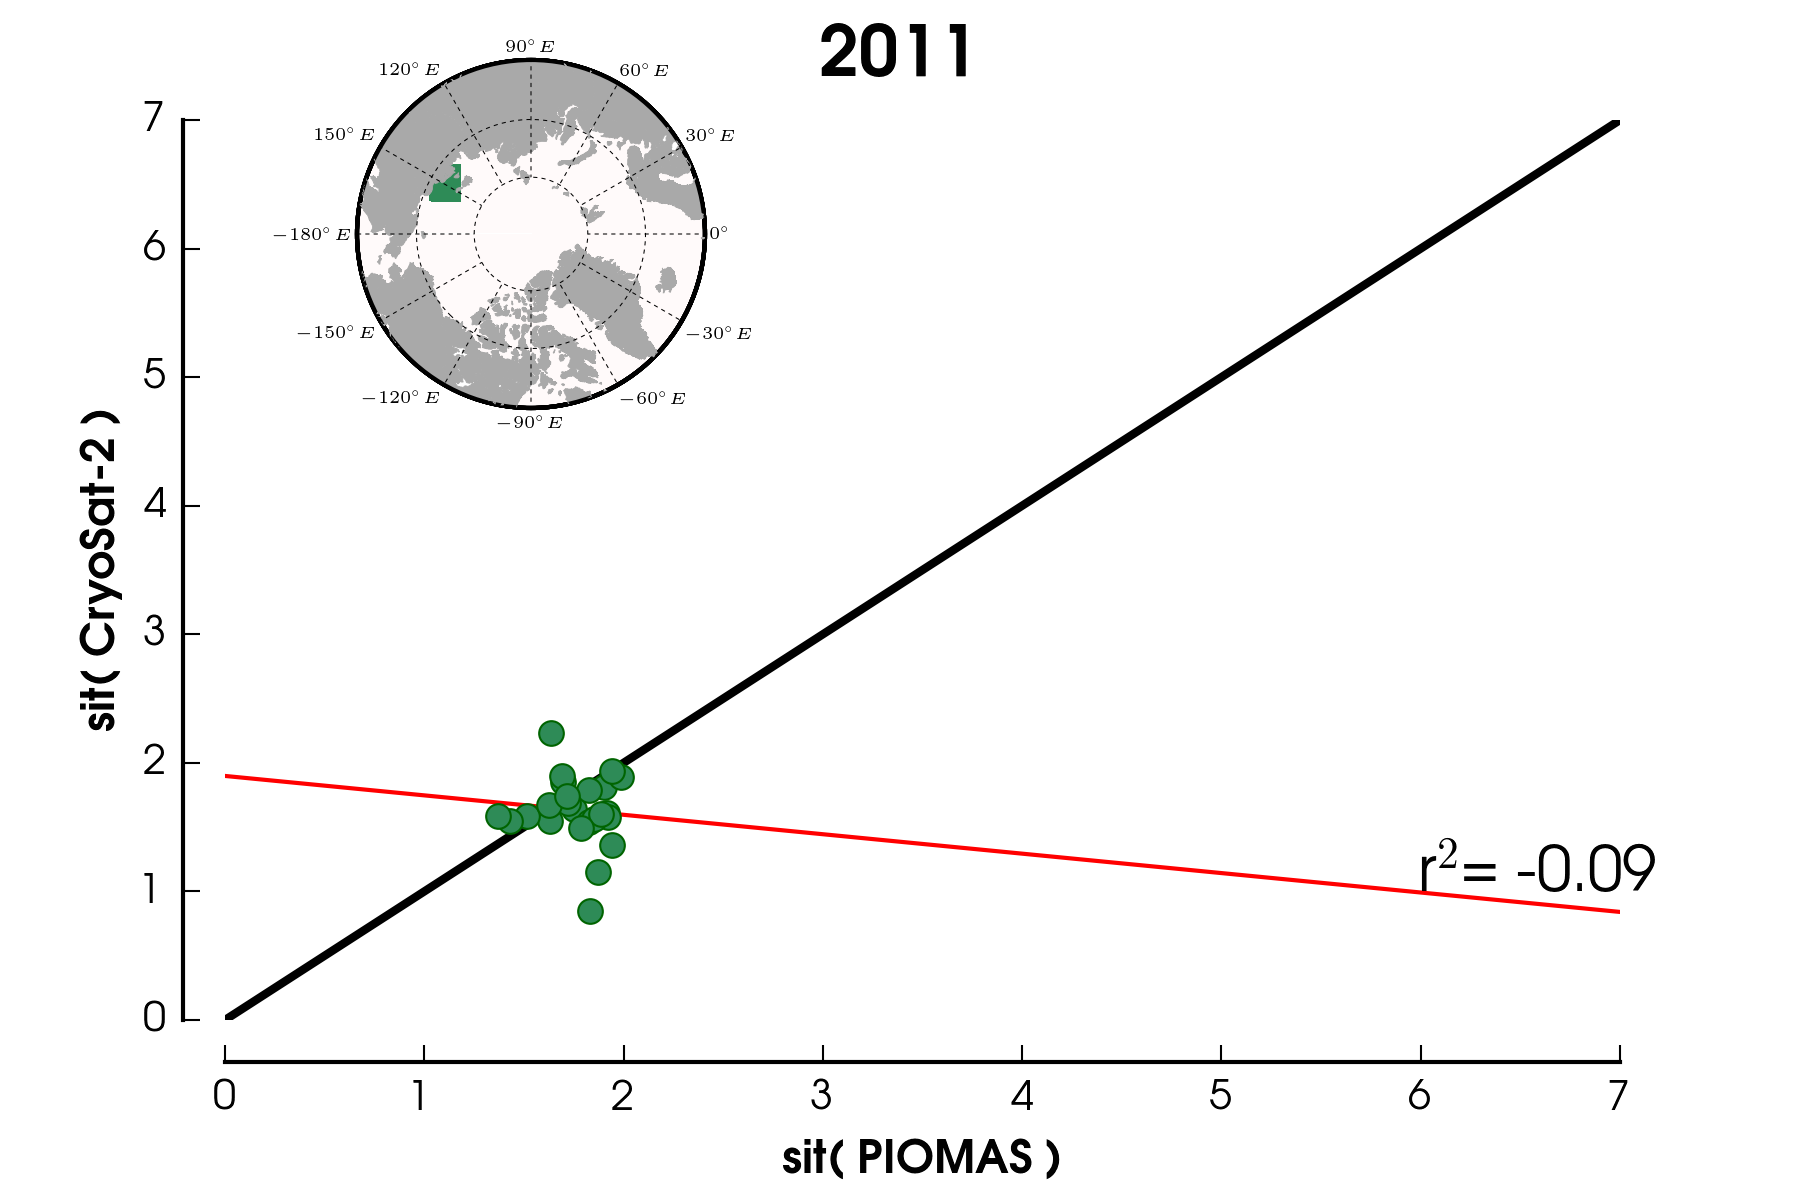 2011
90° E
120° E
60° E
150° E
30° E
−180° E
0°
−150° E
−30° E
−120° E
−60° E
−90° E
7
6
5
4
3
2
1
0
sit( CryoSat-2 )
r²= -0.09
0 1 2 3 4 5 6 7
sit( PIOMAS )